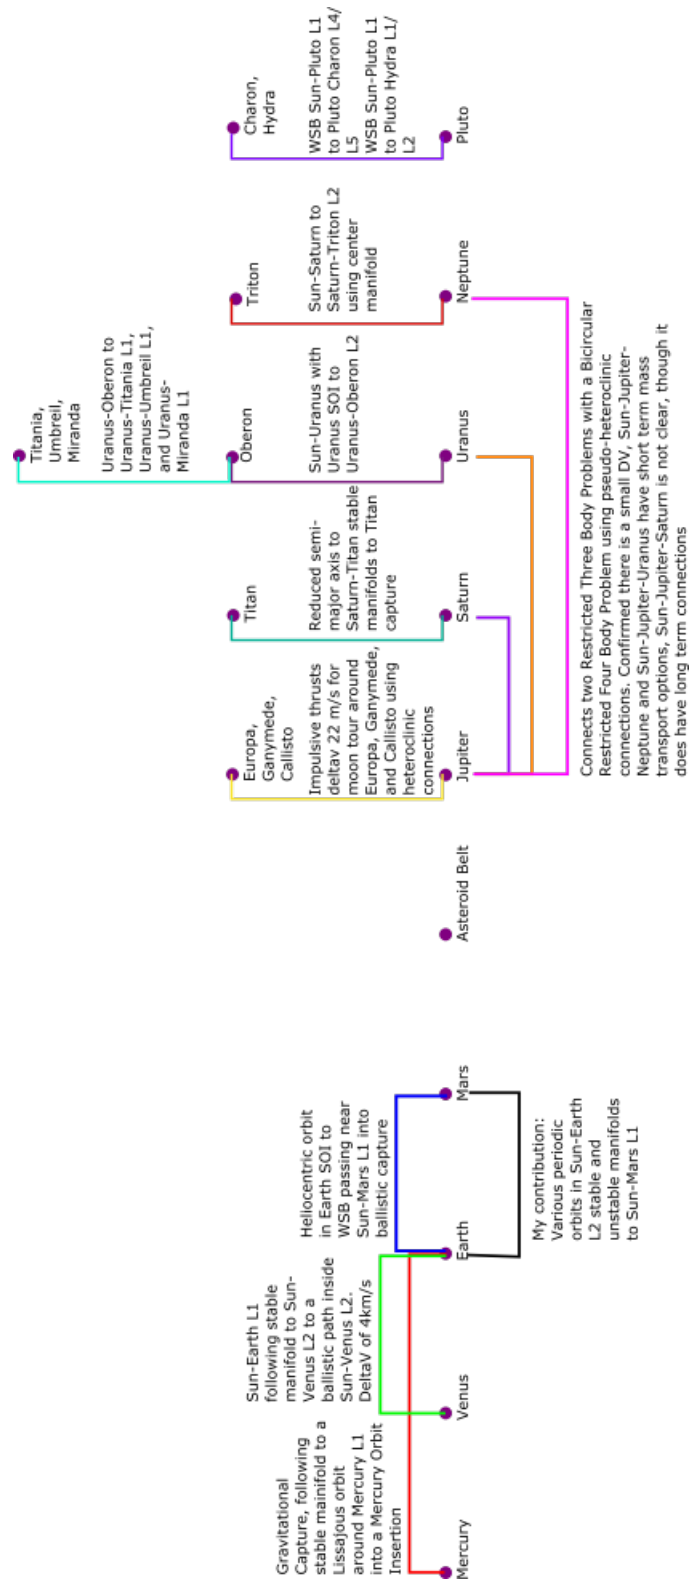 Gravitational
Capture, following
stable mainifold to a
Lissajous orbit
around Mercury L1
into a Mercury Orbit
Insertion
Mercury
Sun-Earth L1
following stable
manifold to Sun-
Venus L2 to a
ballistic path inside
Sun-Venus L2.
DeltaV of 4km/s
Venus
Earth
Heliocentric orbit
in Earth SOI to
WSB passing near
Sun-Mars L1 into
ballistic capture
Mars
My contribution:
Various periodic
orbits in Sun-Earth
L2 stable and
unstable manifolds
to Sun-Mars L1
Asteroid Belt
Europa,
Ganymede,
Callisto
Impulsive thrusts
deltav 22 m/s for
moon tour around
Europa, Ganymede,
and Callisto using
heteroclinic
connections
Jupiter
Titan
Reduced semi-
major axis to
Saturn-Titan stable
manifolds to Titan
capture
Saturn
Titania,
Umbreil,
Miranda
Uranus-Oberon to
Uranus-Titania L1,
Uranus-Umbreil L1,
and Uranus-
Miranda L1
Oberon
Sun-Uranus with
Uranus SOI to
Uranus-Oberon L2
Uranus
Triton
Sun-Saturn to
Saturn-Triton L2
using center
manifold
Neptune
Charon,
Hydra
WSB Sun-Pluto L1
to Pluto Charon L4/
L5
WSB Sun-Pluto L1
to Pluto Hydra L1/
L2
Pluto
Connects two Restricted Three Body Problems with a Bicircular
Restricted Four Body Problem using pseudo-heteroclinic
connections. Confirmed there is a small DV, Sun-Jupiter-
Neptune and Sun-Jupiter-Uranus have short term mass
transport options, Sun-Jupiter-Saturn is not clear, though it
does have long term connections